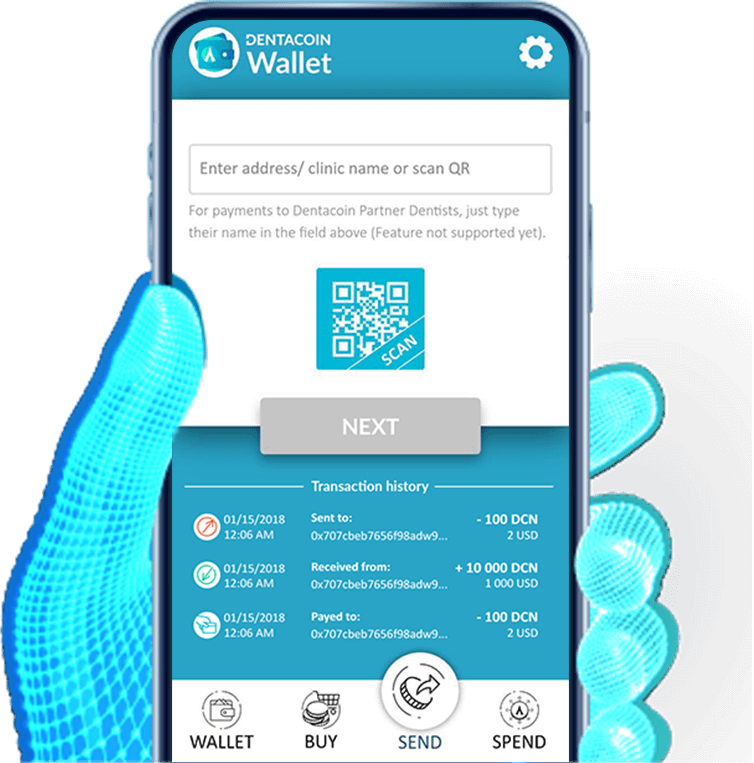 DENTACOIN
Wallet
Enter address/ clinic name or scan QR
For payments to Dentacoin Partner Dentists, just type
their name in the field above (Feature not supported yet).
SCAN
NEXT
Transaction history
01/15/2018 Sent to: - 100 DCN
12:06 AM 0x707cbeb7656f98adw9... 2 USD
01/15/2018 Received from: + 10 000 DCN
12:06 AM 0x707cbeb7656f98adw9... 1 000 USD
01/15/2018 Payed to: - 100 DCN
12:06 AM 0x707cbeb7656f98adw9... 2 USD
WALLET BUY SEND SPEND